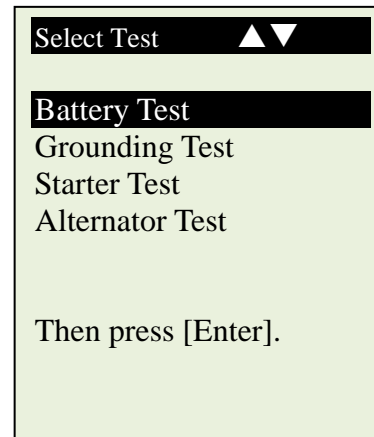 Select Test ▲▼
Battery Test
Grounding Test
Starter Test
Alternator Test
Then press [Enter].